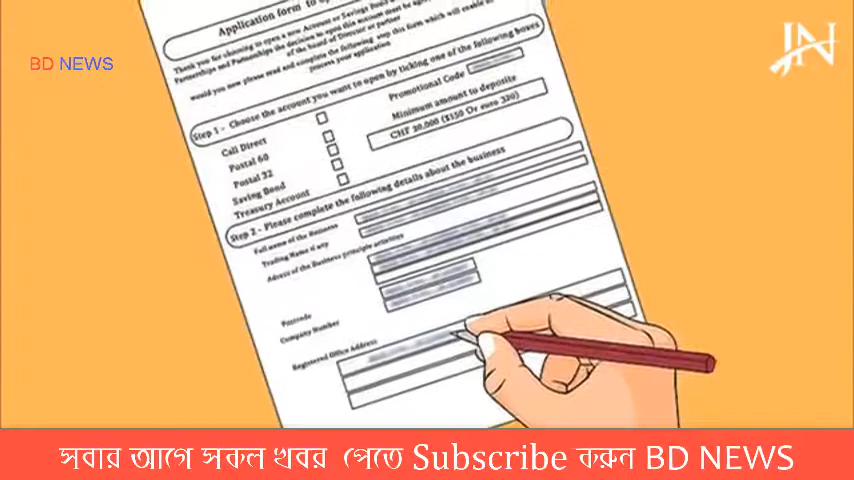 Application form to
Thank you for choosing to open a new Account or Savings Bond
Partnerships and Partnerships the decision to open this account must be
of the board of Director or partner
would you now please read and complete the following step this form which will enable
process your application
Step 1 - Choose the account you want to open by ticking one of the following boxes
Call Direct
Postal 60
Postal 32
Saving Bond
Treasury Account
Promotional Code
Minimum amount to deposite
CHF 20,000 ($150 Or euro 320)
Step 2 - Please complete the following details about the business
Full name of the Business
Trading Name if any
Adress of the Business principle activities
Postcode
Company Number
Registered Office Address
BD NEWS
JN
সবার আগে সকল খবর পেতে Subscribe করুন BD NEWS